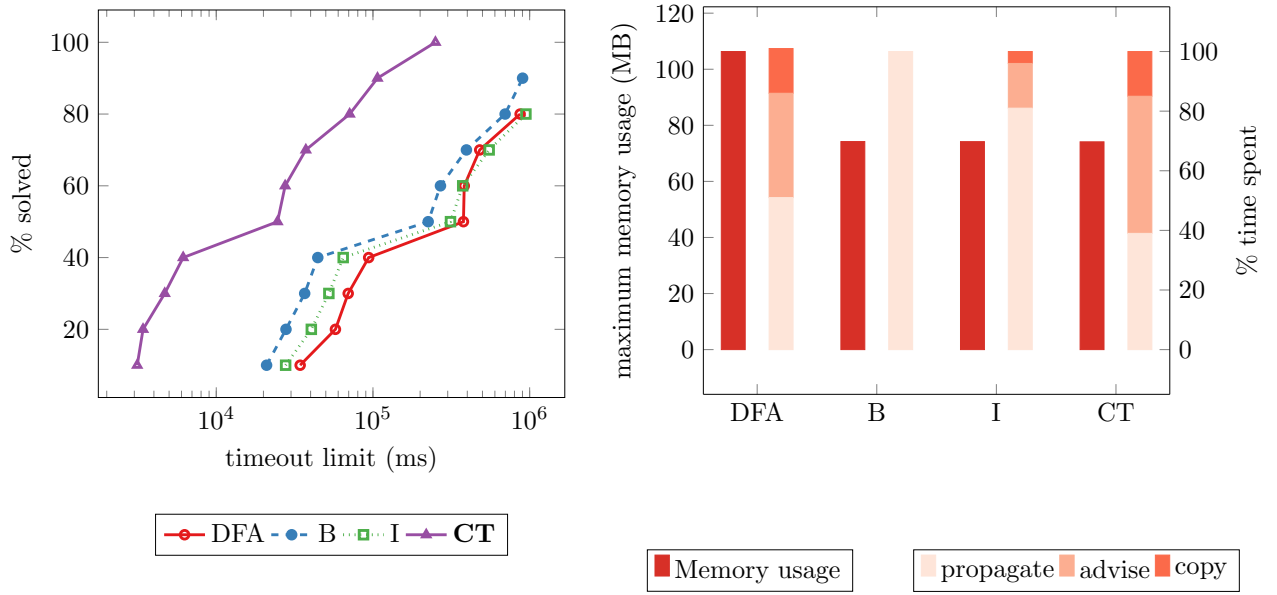 % solved
100
80
60
40
20
10^4
10^5
10^6
timeout limit (ms)
DFA B I CT
maximum memory usage (MB)
120
100
80
60
40
20
0
DFA B I CT
% time spent
100
80
60
40
20
0
Memory usage
propagate advise copy